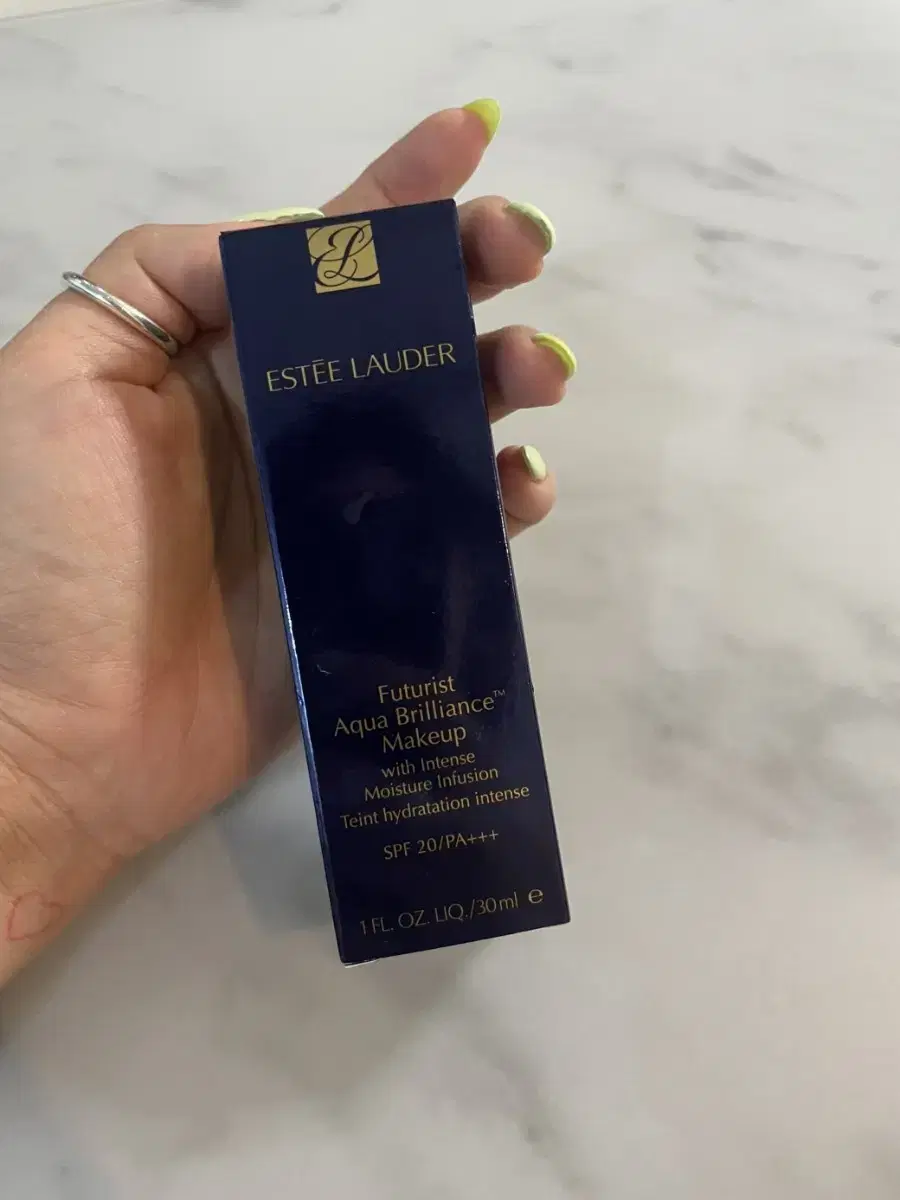 EL
ESTĒE LAUDER
Futurist
Aqua Brilliance™
Makeup
with Intense
Moisture Infusion
Teint hydratation intense
SPF 20/PA+++
1 FL. OZ. LIQ./30ml ℮